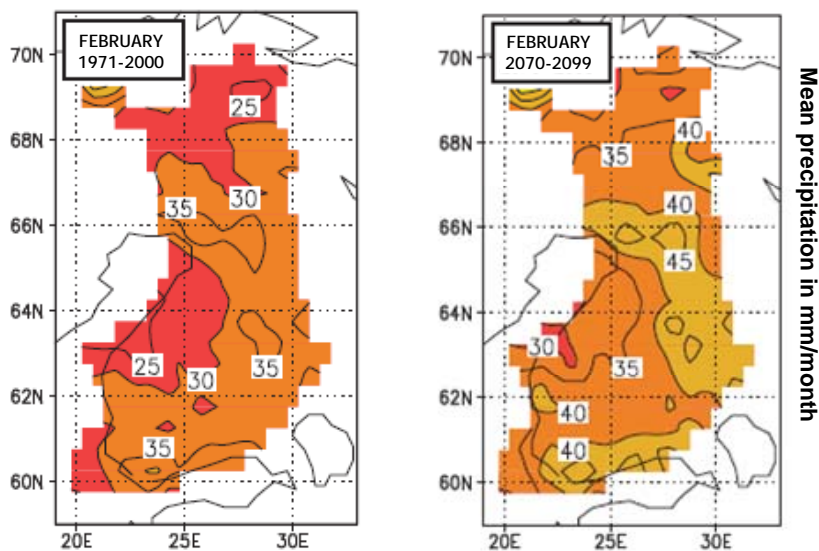 FEBRUARY
1971-2000
70N
68N
66N
64N
62N
60N
20E
25E
30E
25
30
35
25
30
35
35
FEBRUARY
2070-2099
70N
68N
66N
64N
62N
60N
20E
25E
30E
40
35
40
45
30
35
40
40
Mean precipitation in mm/month